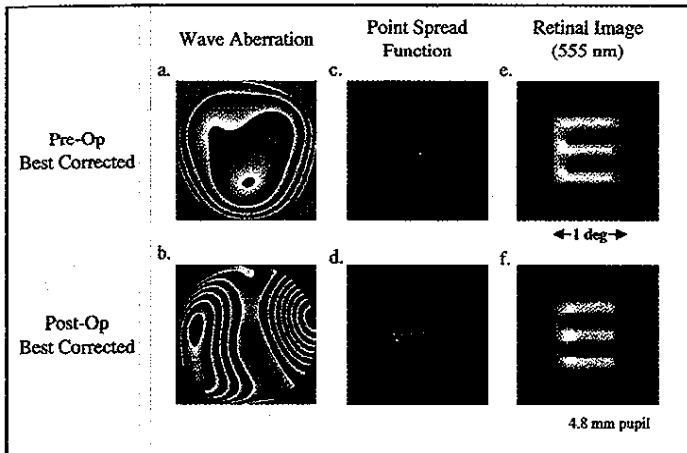 Wave Aberration
Point Spread
Function
Retinal Image
(555 nm)
a.
c.
e.
Pre-Op
Best Corrected
1 deg
b.
d.
f.
Post-Op
Best Corrected
4.8 mm pupil